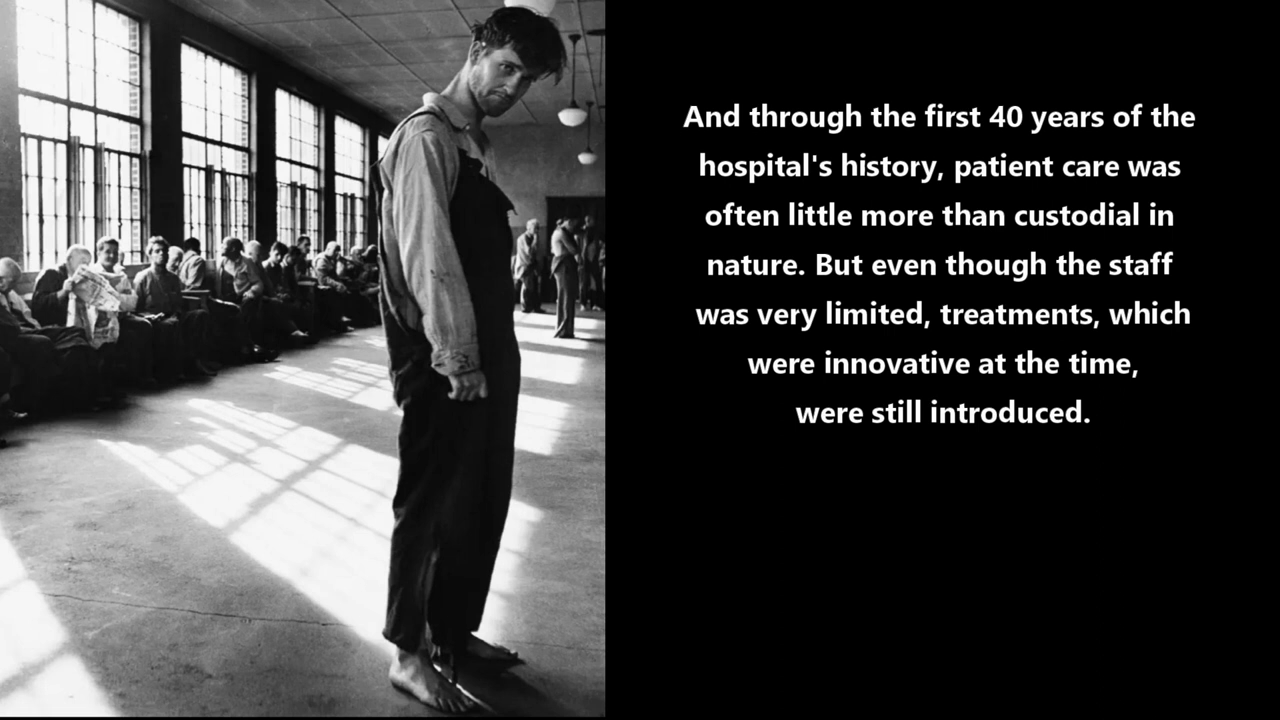 And through the first 40 years of the
hospital's history, patient care was
often little more than custodial in
nature. But even though the staff
was very limited, treatments, which
were innovative at the time,
were still introduced.